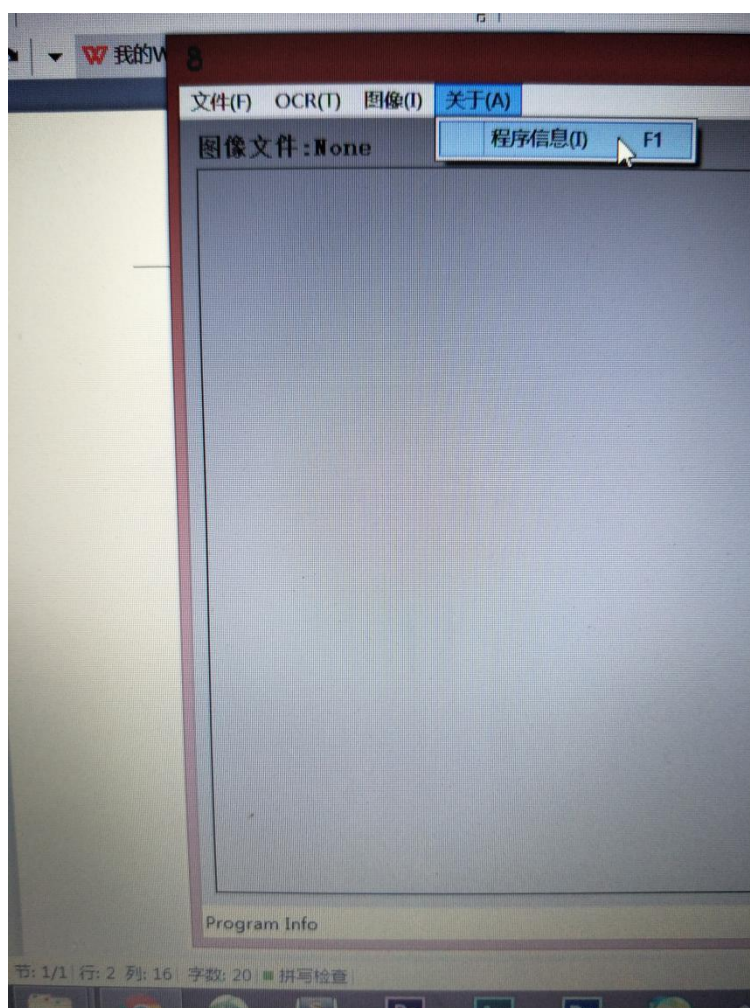 我的W
文件(F) OCR(T) 图像(I) 关于(A)
程序信息(I) F1
图像文件:None
Program Info
节: 1/1 行: 2 列: 16 字数: 20 拼写检查